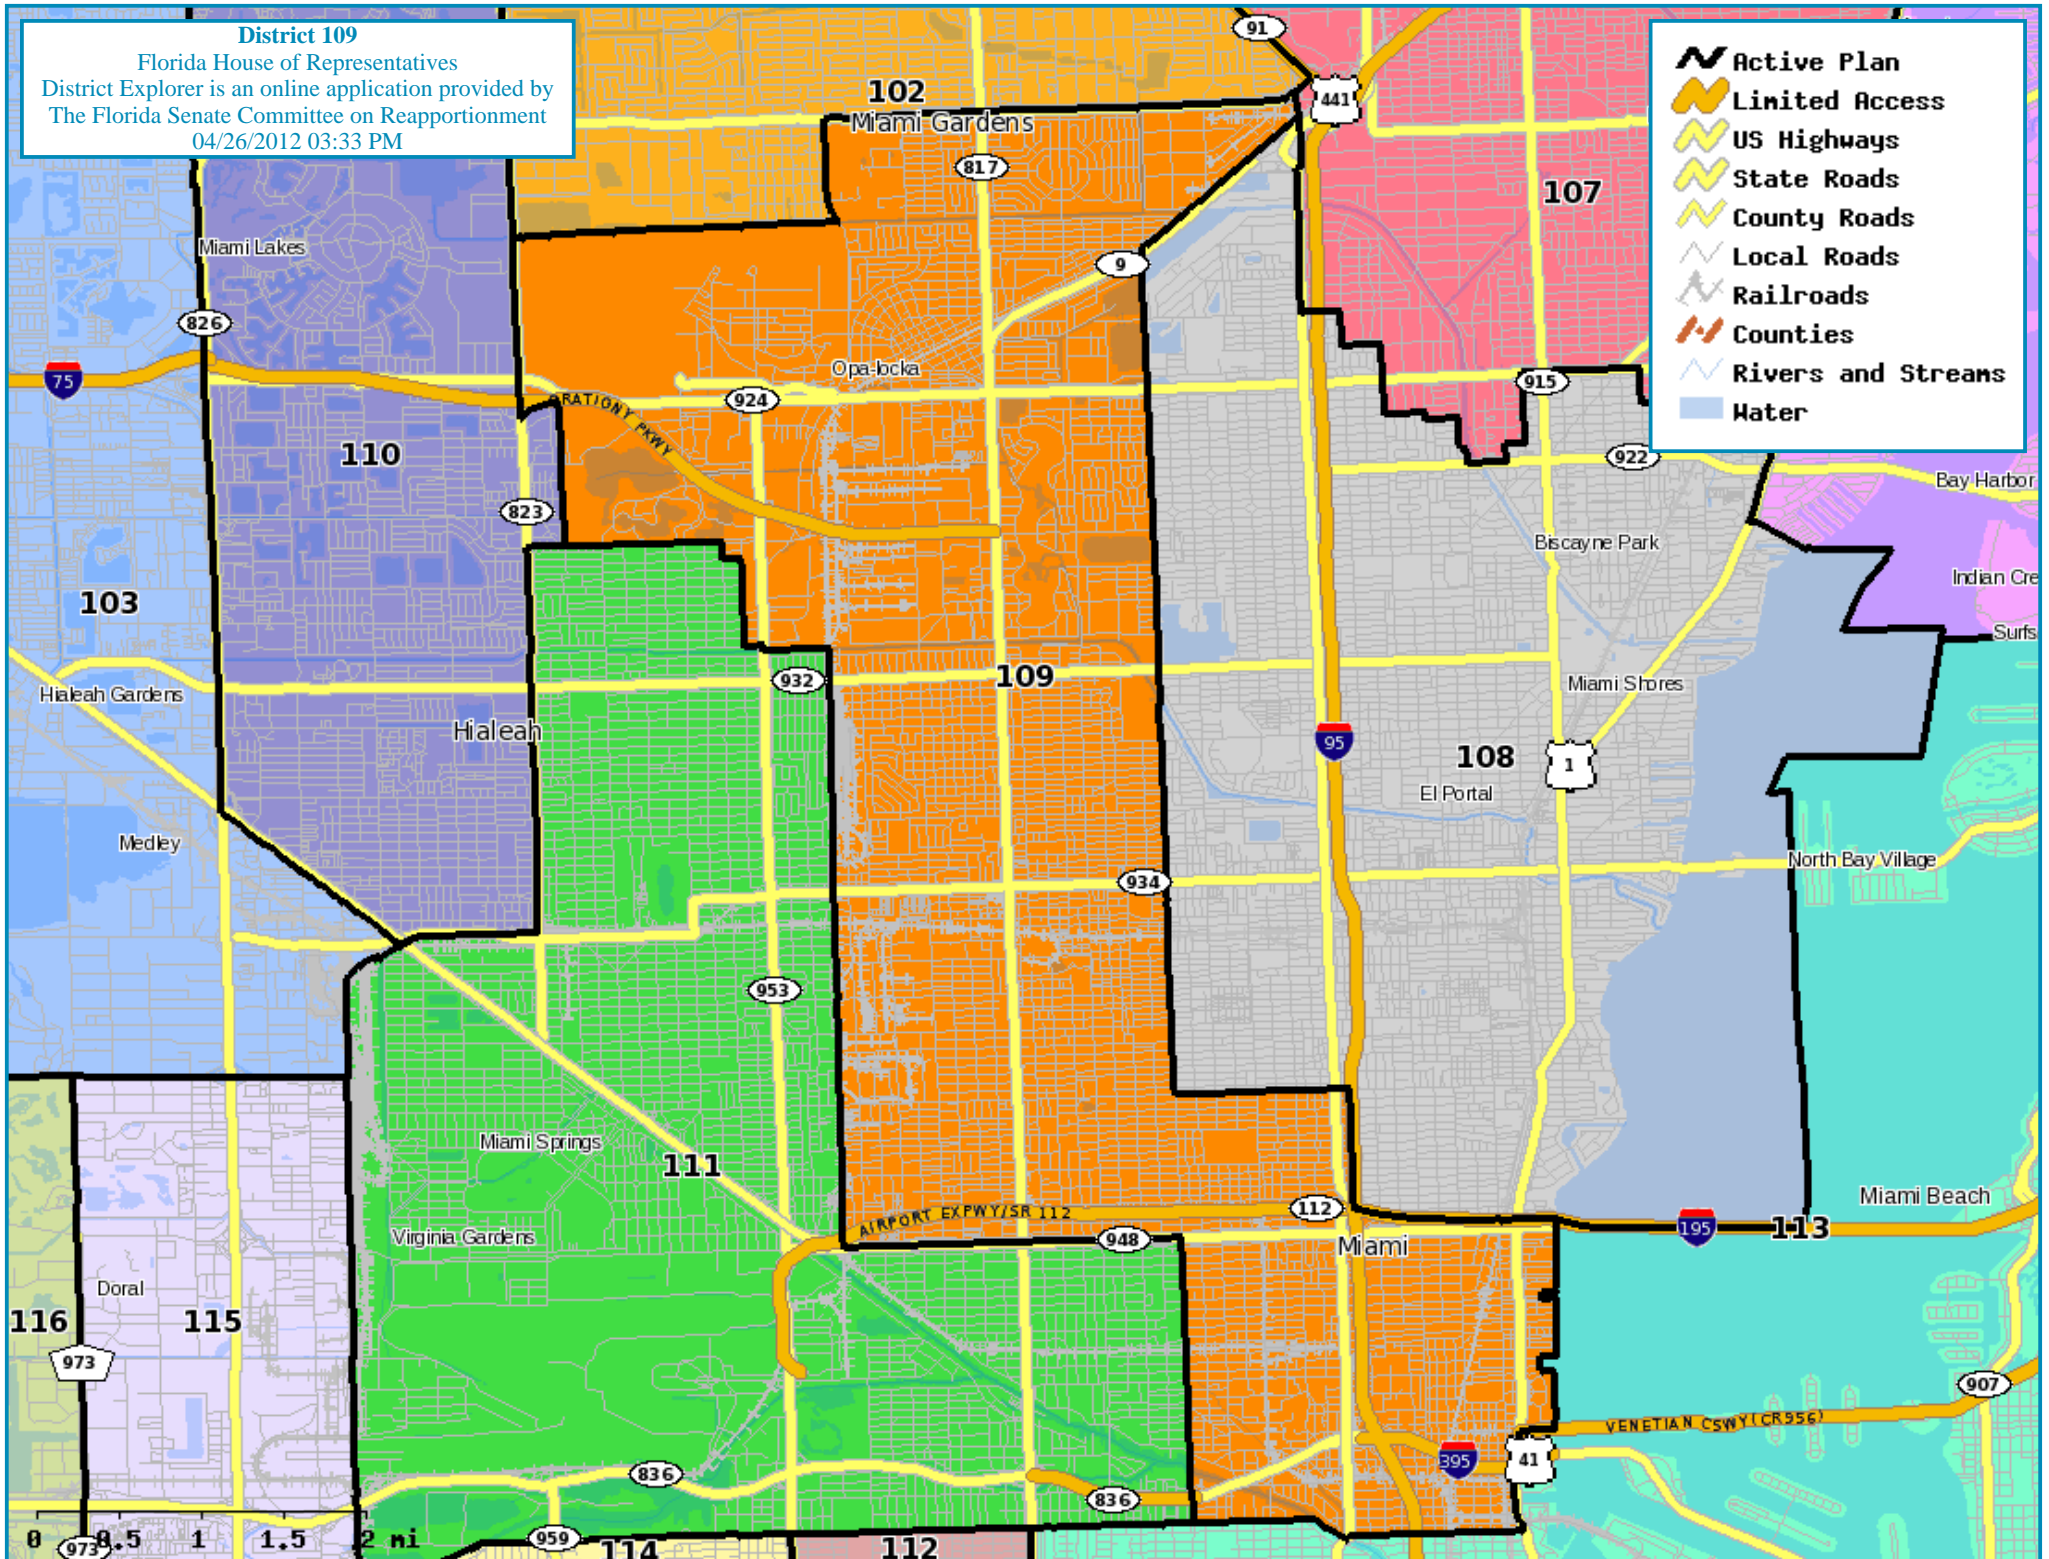 District 109
Florida House of Representatives
District Explorer is an online application provided by
The Florida Senate Committee on Reapportionment
04/26/2012 03:33 PM
Active Plan
Limited Access
US Highways
State Roads
County Roads
Local Roads
Railroads
Counties
Rivers and Streams
Water
91
102
441
Miami Gardens
817
107
Miami Lakes
9
826
Opa-locka
75
915
924
GRATIGNY PKWY
110
922
Bay Harbor
823
Biscayne Park
Indian Cre
103
Surfs
109
932
Miami Shores
Hialeah Gardens
Hialeah
95
108
1
El Portal
Medley
North Bay Village
934
953
Miami Springs
111
Miami Beach
112
AIRPORT EXPWY/SR 112
195
113
Virginia Gardens
948
Miami
Doral
116
115
973
907
VENETIAN CSWY(CR956)
395
41
836
836
0 0.5 1 1.5 2 mi
973
959
114
112